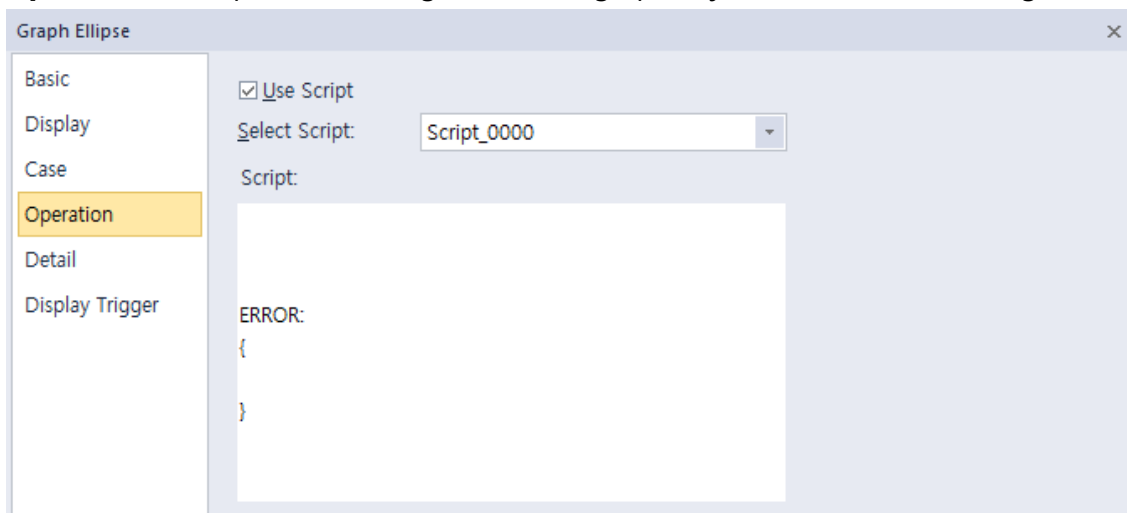 Graph Ellipse
Basic
Display
Case
Operation
Detail
Display Trigger
Use Script
Select Script: Script_0000
Script:
ERROR:
{
}